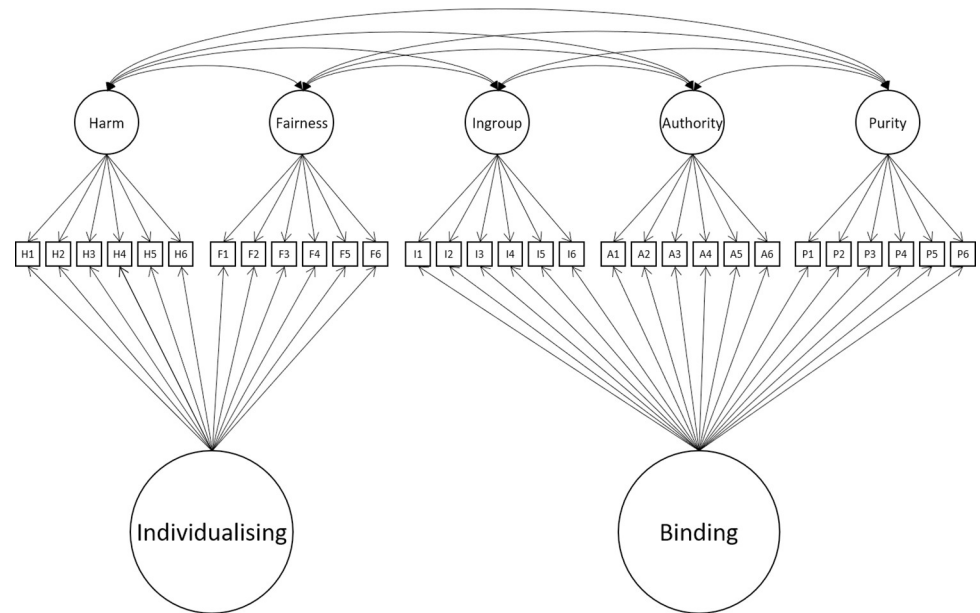 Harm Fairness Ingroup Authority Purity
H1 H2 H3 H4 H5 H6 F1 F2 F3 F4 F5 F6 I1 I2 I3 I4 I5 I6 A1 A2 A3 A4 A5 A6 P1 P2 P3 P4 P5 P6
Individualising Binding